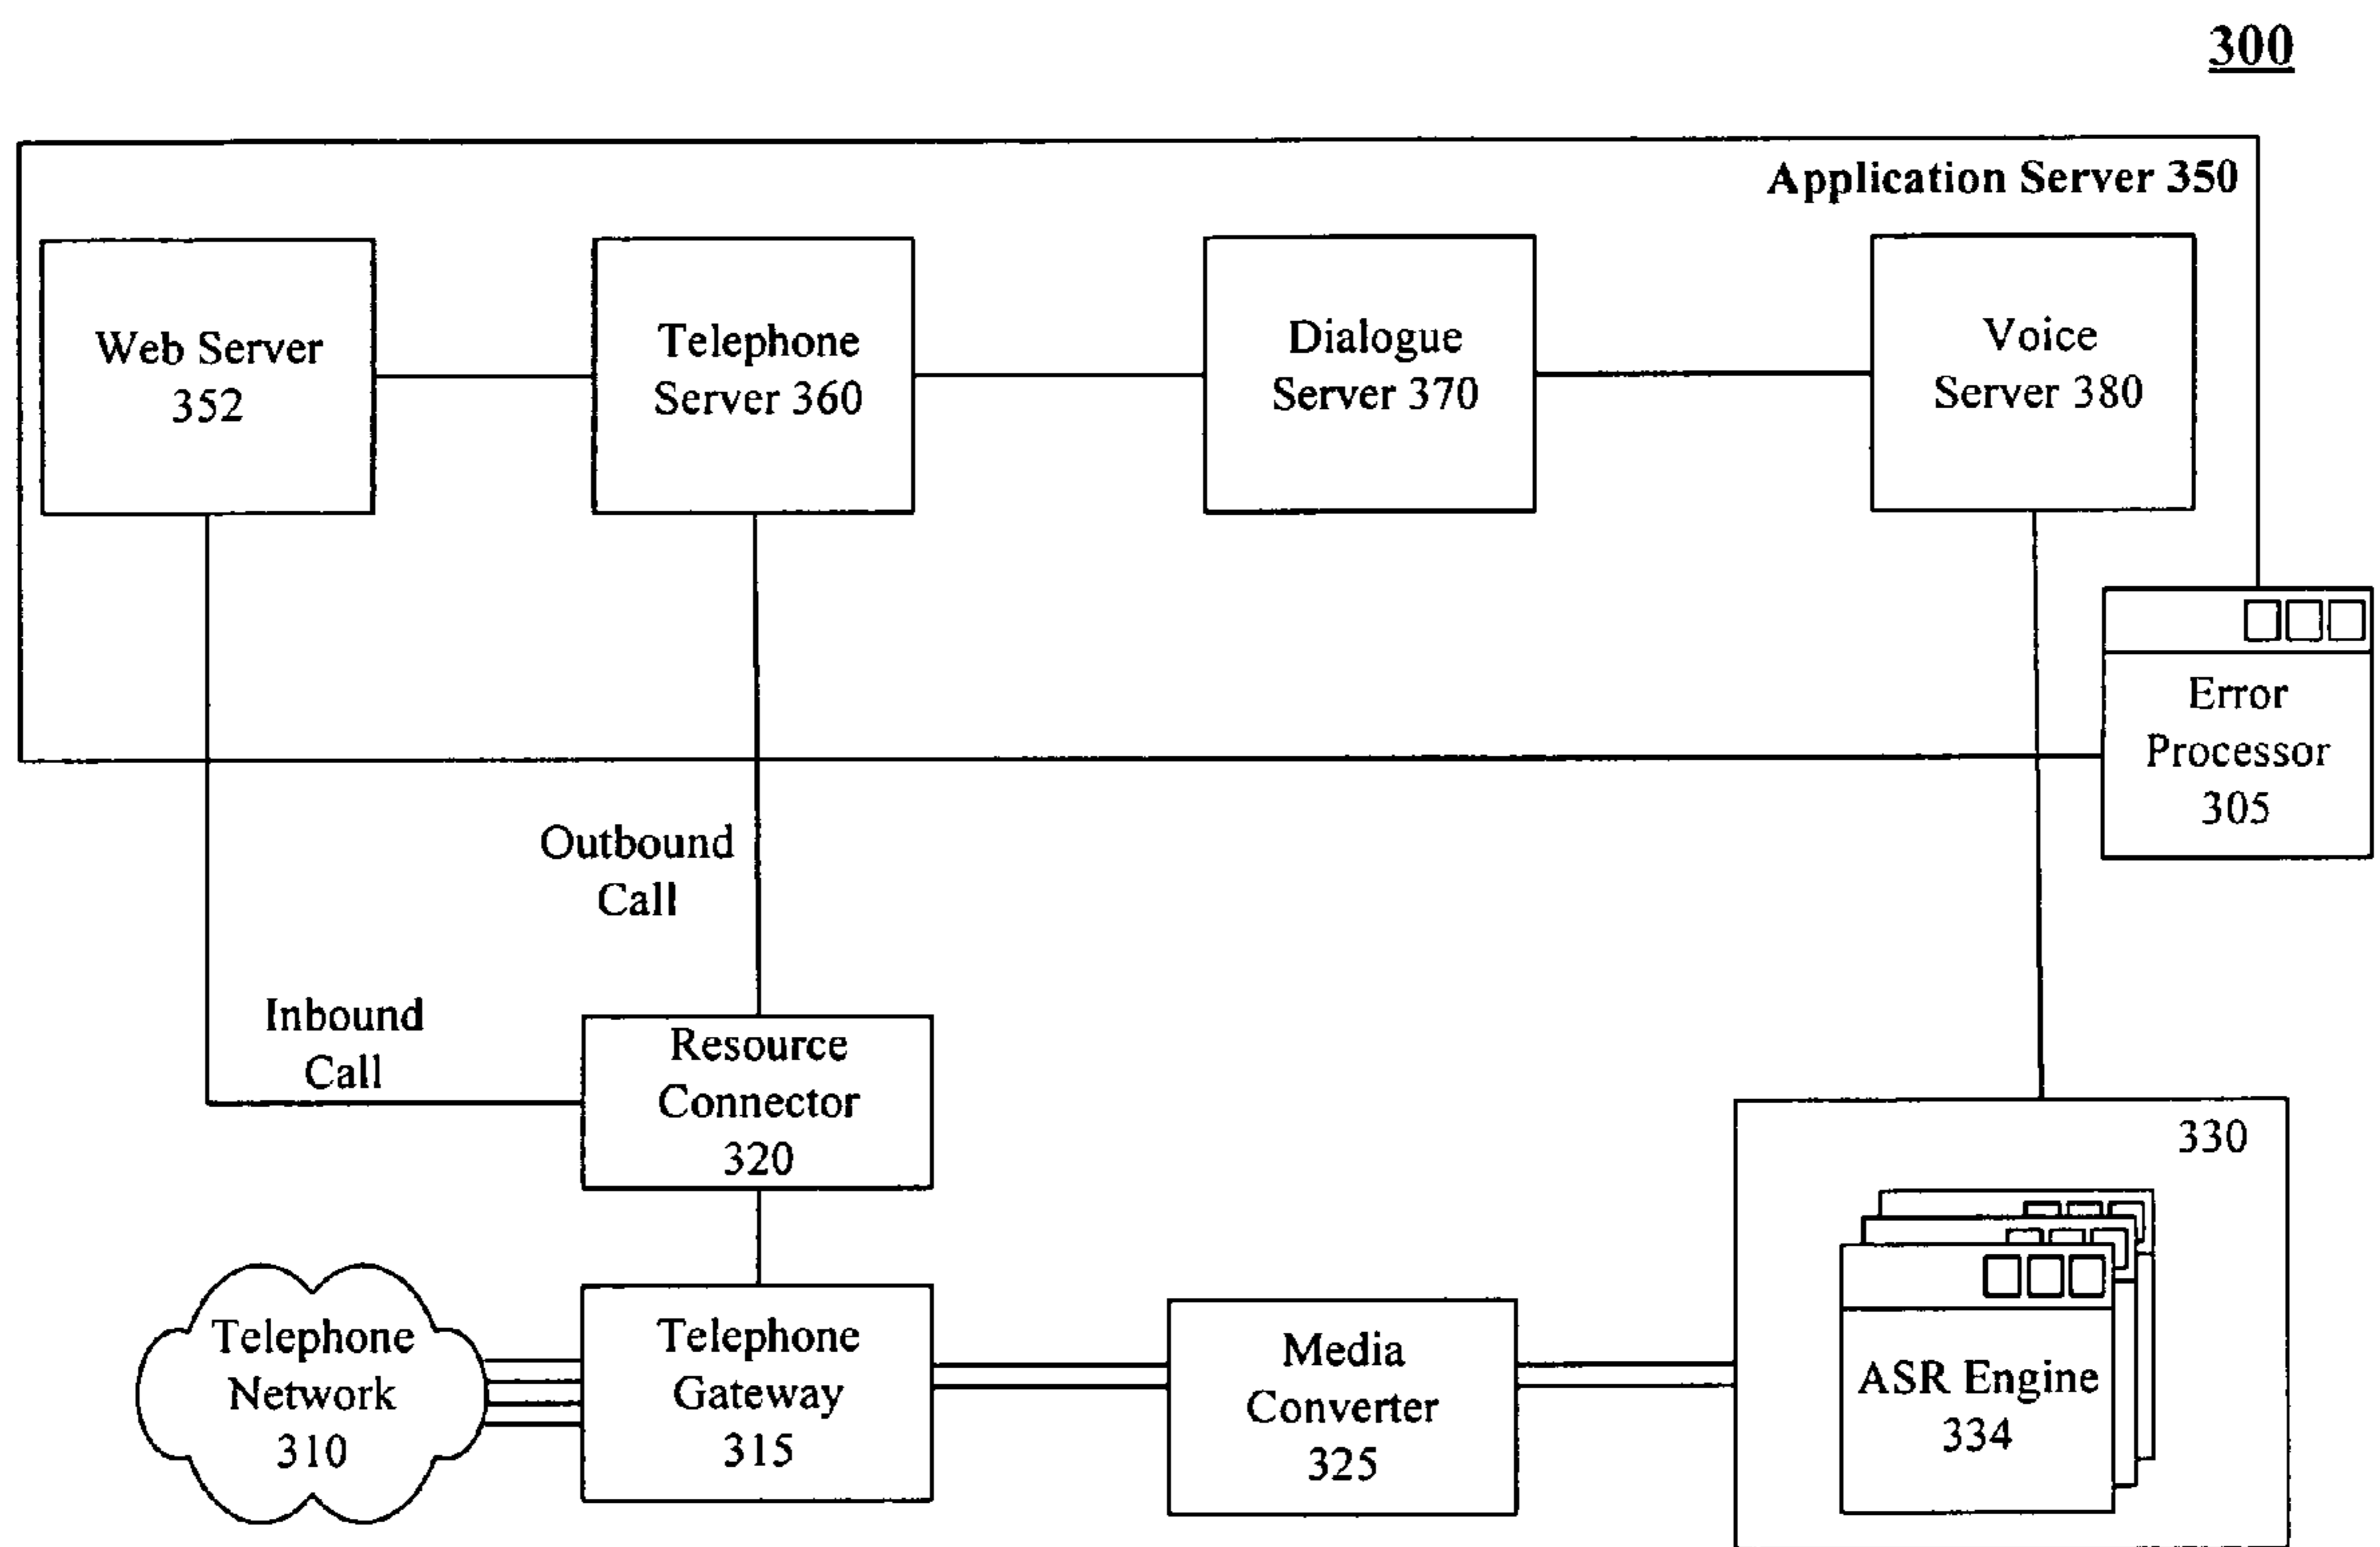 300
Application Server 350
Web Server
352
Telephone
Server 360
Dialogue
Server 370
Voice
Server 380
Error
Processor
305
Outbound
Call
Inbound
Call
Resource
Connector
320
330
Telephone
Network
310
Telephone
Gateway
315
Media
Converter
325
ASR Engine
334